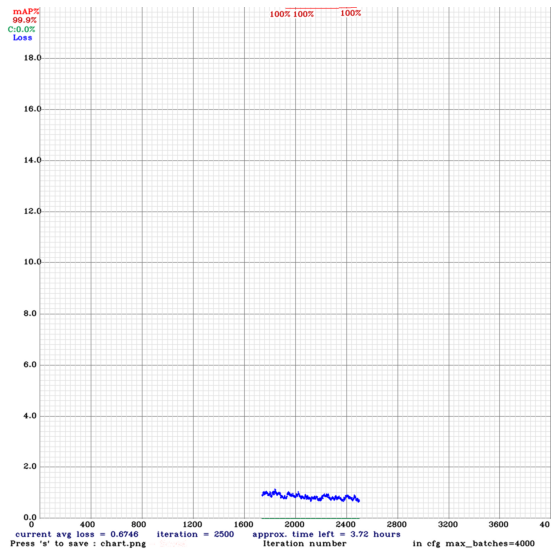 mAP%
99.9%
C:0.0%
Loss
100% 100% 100%
18.0
16.0
14.0
12.0
10.0
8.0
6.0
4.0
2.0
0.0
0 400 800 1200 1600 2000 2400 2800 3200 3600 4000
current avg loss = 0.6746 iteration = 2500 approx. time left = 3.72 hours
Press 's' to save : chart.png Iteration number in cfg max_batches=4000